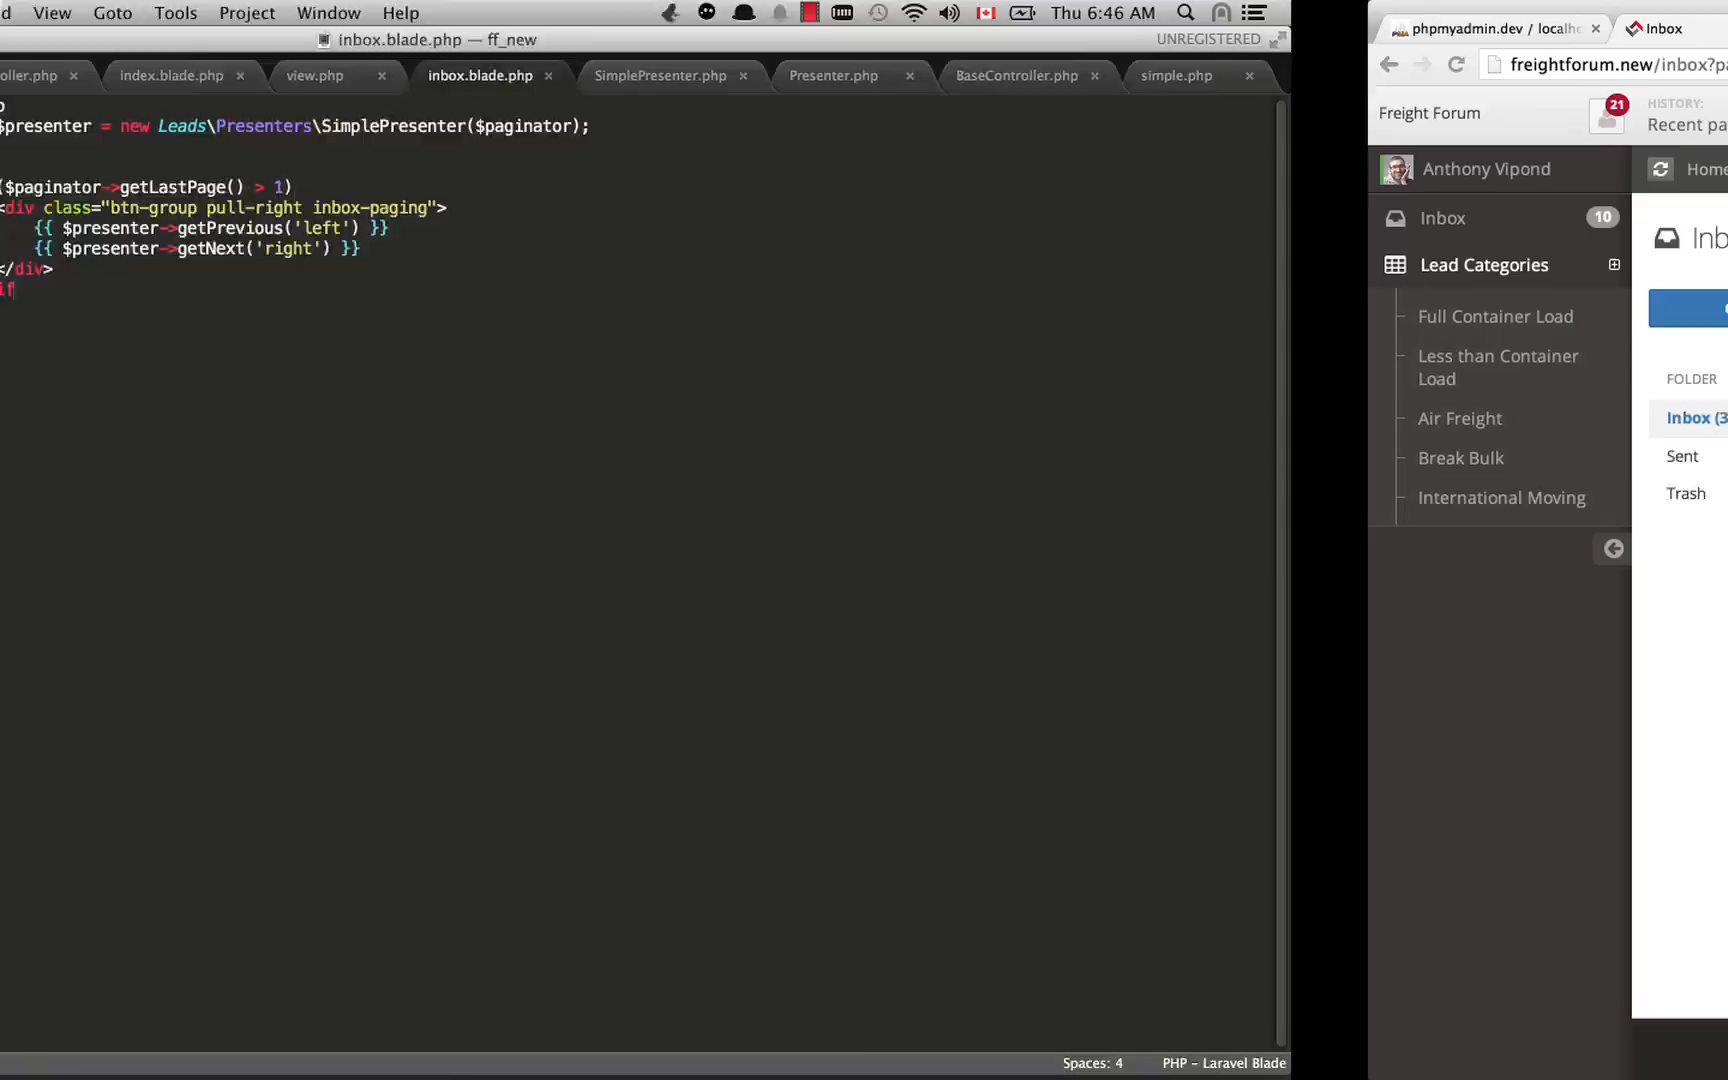 d View Goto Tools Project Window Help Thu 6:46 AM
inbox.blade.php — ff_new UNREGISTERED
oller.php × index.blade.php × view.php × inbox.blade.php × SimplePresenter.php × Presenter.php × BaseController.php × simple.php ×
p
$presenter = new Leads\Presenters\SimplePresenter($paginator);
($paginator->getLastPage() > 1)
<div class="btn-group pull-right inbox-paging">
{{ $presenter->getPrevious('left') }}
{{ $presenter->getNext('right') }}
</div>
if
Spaces: 4 PHP - Laravel Blade
phpmyadmin.dev / localho × Inbox
freightforum.new/inbox?pa
Freight Forum
21
HISTORY:
Recent pa
Anthony Vipond
Home
Inbox 10
Lead Categories
Full Container Load
Less than Container
Load
Air Freight
Break Bulk
International Moving
Inb
FOLDER
Inbox (3
Sent
Trash